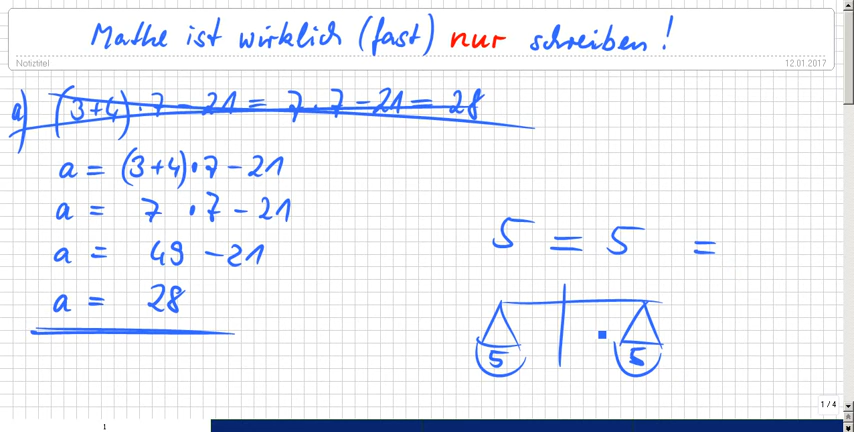 Mathe ist wirklich (fast) nur schreiben!
Notiztitel
12.01.2017
a) (3+4)·7-21 = 7·7-21 = 28
a = (3+4)·7-21
a = 7 ·7-21
a = 49 -21
a = 28
5 = 5 =
5 5
1 / 4
1